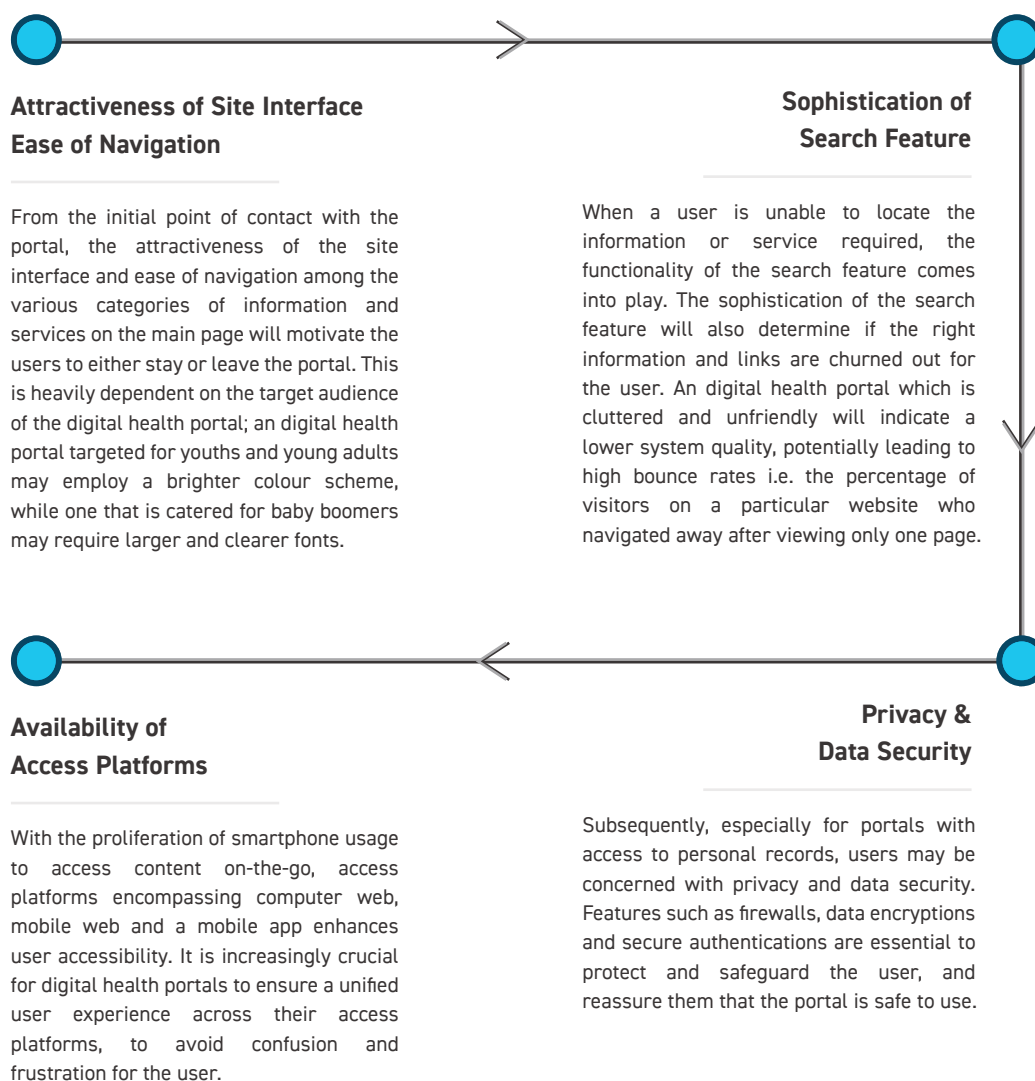 Attractiveness of Site Interface
Ease of Navigation
From the initial point of contact with the
portal, the attractiveness of the site
interface and ease of navigation among the
various categories of information and
services on the main page will motivate the
users to either stay or leave the portal. This
is heavily dependent on the target audience
of the digital health portal; an digital health
portal targeted for youths and young adults
may employ a brighter colour scheme,
while one that is catered for baby boomers
may require larger and clearer fonts.
Sophistication of
Search Feature
When a user is unable to locate the
information or service required, the
functionality of the search feature comes
into play. The sophistication of the search
feature will also determine if the right
information and links are churned out for
the user. An digital health portal which is
cluttered and unfriendly will indicate a
lower system quality, potentially leading to
high bounce rates i.e. the percentage of
visitors on a particular website who
navigated away after viewing only one page.
Privacy &
Data Security
Subsequently, especially for portals with
access to personal records, users may be
concerned with privacy and data security.
Features such as firewalls, data encryptions
and secure authentications are essential to
protect and safeguard the user, and
reassure them that the portal is safe to use.
Availability of
Access Platforms
With the proliferation of smartphone usage
to access content on-the-go, access
platforms encompassing computer web,
mobile web and a mobile app enhances
user accessibility. It is increasingly crucial
for digital health portals to ensure a unified
user experience across their access
platforms, to avoid confusion and
frustration for the user.